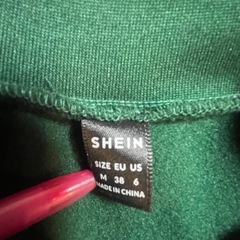 SHEIN
SIZE EU US
M 38 6
MADE IN CHINA